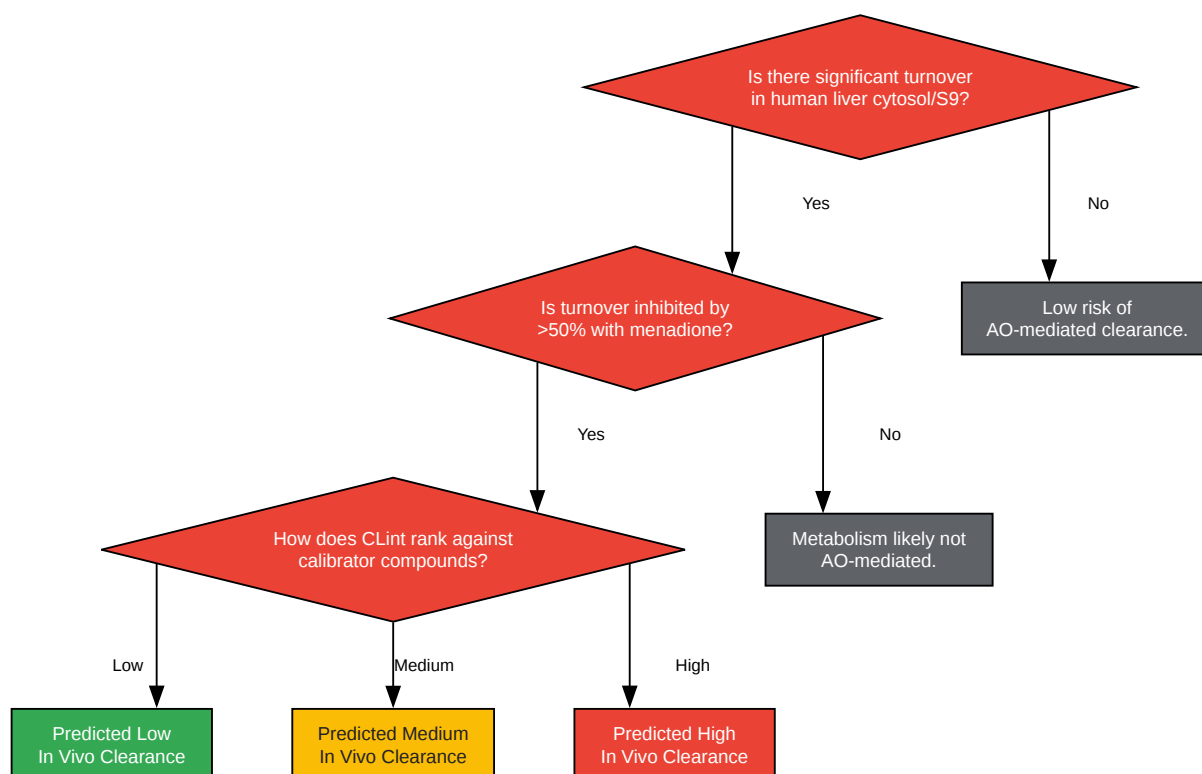 Is there significant turnover
in human liver cytosol/S9?
Yes
No
Is turnover inhibited by
>50% with menadione?
Low risk of
AO-mediated clearance.
Yes
No
How does CLint rank against
calibrator compounds?
Metabolism likely not
AO-mediated.
Low
Medium
High
Predicted Low
In Vivo Clearance
Predicted Medium
In Vivo Clearance
Predicted High
In Vivo Clearance